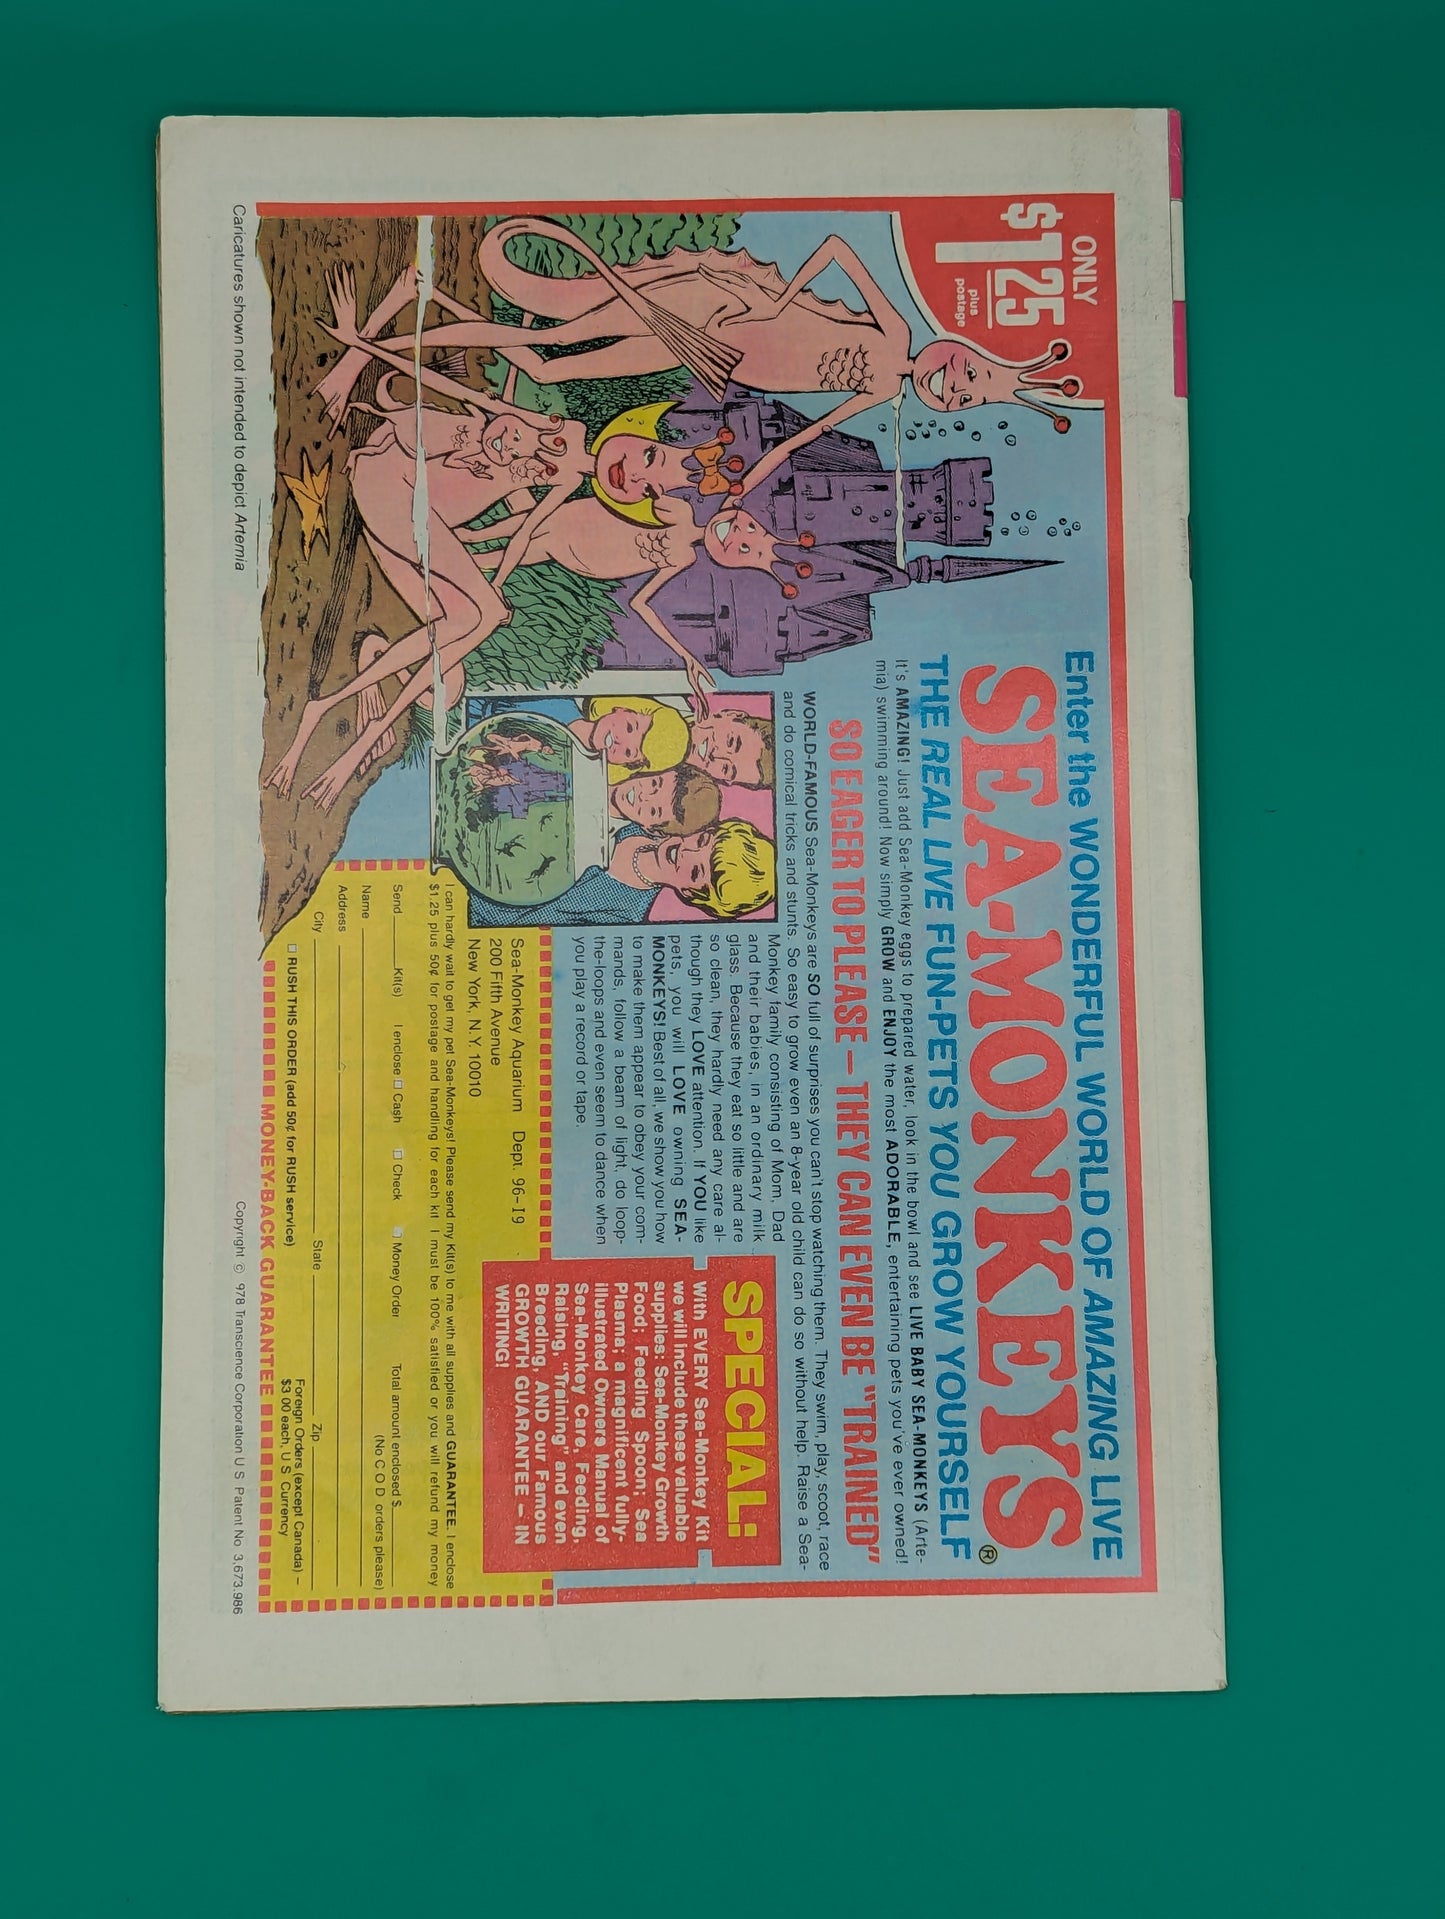 ONLY
$1.25
plus
postage
Enter the WONDERFUL WORLD OF AMAZING LIVE
SEA-MONKEYS®
THE REAL LIVE FUN-PETS YOU GROW YOURSELF
It's AMAZING! Just add Sea-Monkey eggs to prepared water, look in the bowl and see LIVE BABY SEA-MONKEYS (Arte-
mia) swimming around! Now simply GROW and ENJOY the most ADORABLE, entertaining pets you've ever owned!
SO EAGER TO PLEASE — THEY CAN EVEN BE "TRAINED"
WORLD-FAMOUS Sea-Monkeys are SO full of surprises you can't stop watching them. They swim, play, scoot, race
and do comical tricks and stunts. So easy to grow even an 8-year old child can do so without help. Raise a Sea-
Monkey family consisting of Mom, Dad
and their babies, in an ordinary milk
glass. Because they eat so little and are
so clean, they hardly need any care al-
though they LOVE attention. If YOU like
pets, you will LOVE owning SEA-
MONKEYS! Best of all, we show you how
to make them appear to obey your com-
mands, follow a beam of light, do loop-
the-loops and even seem to dance when
you play a record or tape.
SPECIAL:
With EVERY Sea-Monkey Kit
we will include these valuable
supplies: Sea-Monkey Growth
Food; Feeding Spoon; Sea
Plasma; a magnificent fully-
illustrated Owners Manual of
Sea-Monkey Care, Feeding,
Raising, "Training" and even
Breeding, AND our Famous
GROWTH GUARANTEE — IN
WRITING!
Sea-Monkey Aquarium Dept. 96-19
200 Fifth Avenue
New York, N.Y. 10010
I can hardly wait to get my pet Sea-Monkeys! Please send my Kit(s) to me with all supplies and GUARANTEE. I enclose
$1.25 plus 50¢ for postage and handling for each kit I must be 100% satisfied or you will refund my money
Send Kit(s) I enclose Cash Check Money Order Total amount enclosed $
(No C O D orders please)
Name
Address
City State Zip
RUSH THIS ORDER (add 50¢ for RUSH service)
Foreign Orders (except Canada) —
$3 00 each, U S Currency
MONEY-BACK GUARANTEE
Caricatures shown not intended to depict Artemia
Copyright © 978 Transcience Corporation U S Patent No 3,673,986